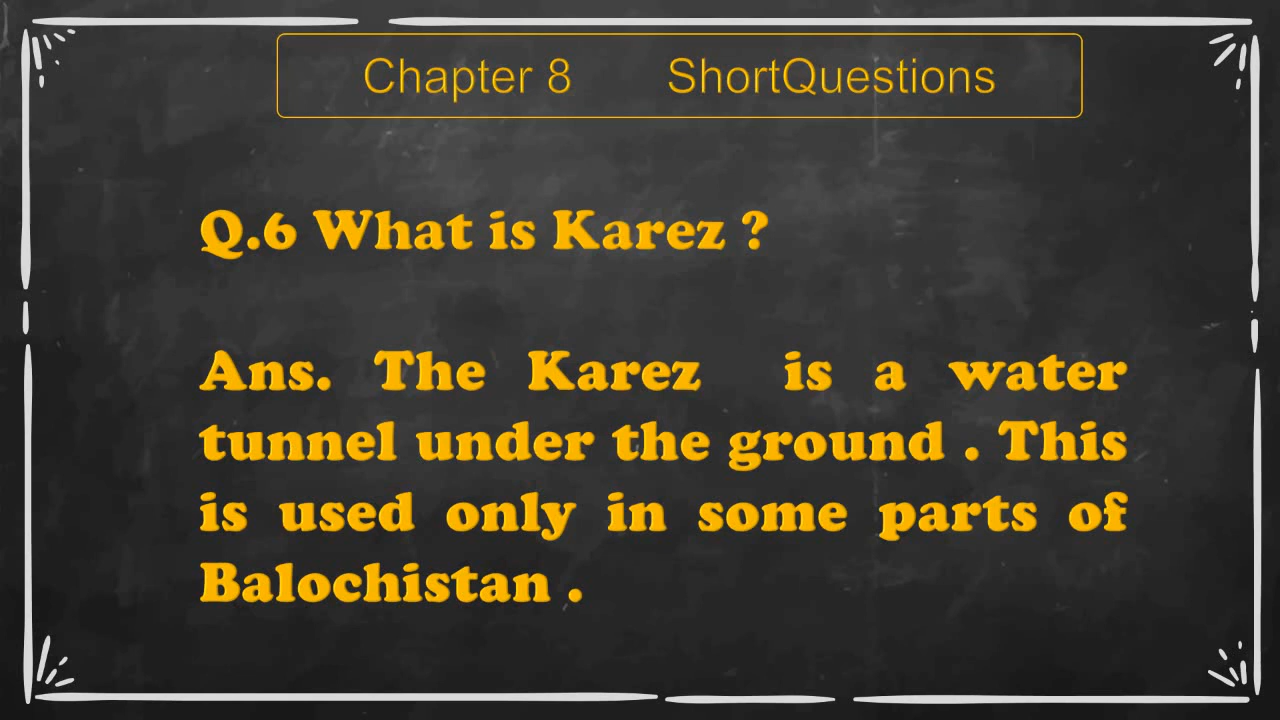 Chapter 8 ShortQuestions
Q.6 What is Karez ?
Ans. The Karez is a water
tunnel under the ground . This
is used only in some parts of
Balochistan .